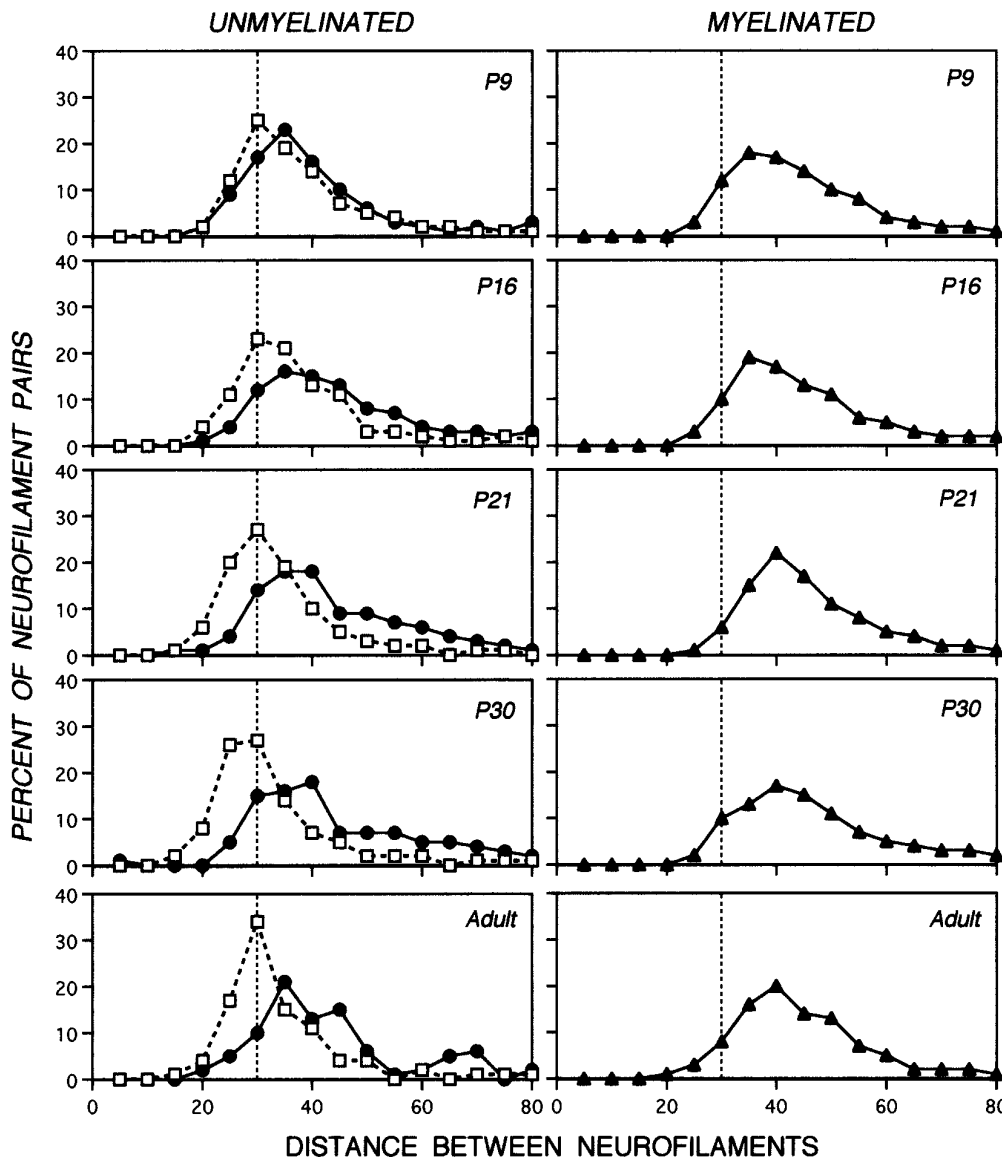 UNMYELINATED
MYELINATED
PERCENT OF NEUROFILAMENT PAIRS
40
30
20
10
0
P9
P9
40
30
20
10
0
P16
P16
40
30
20
10
0
P21
P21
40
30
20
10
0
P30
P30
40
30
20
10
0
Adult
Adult
0 20 40 60 80
0 20 40 60 80
DISTANCE BETWEEN NEUROFILAMENTS